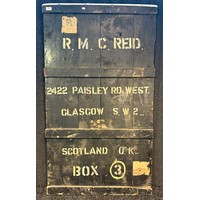 R. M. C. REID.
2422 PAISLEY RD. WEST.
GLASGOW S W 2.
SCOTLAND U.K.
BOX 3